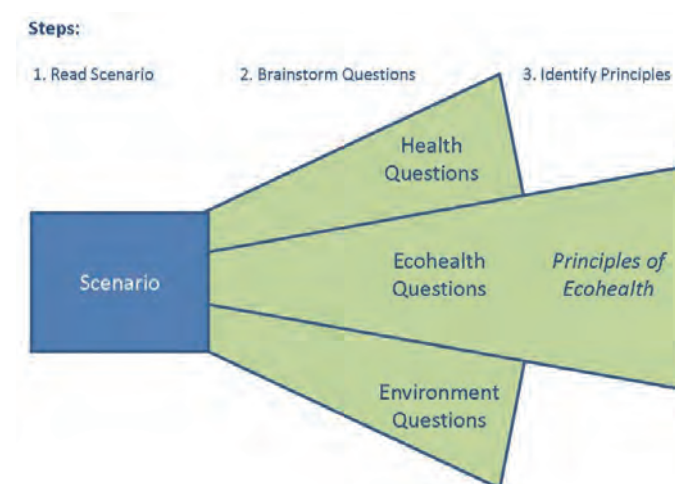 Steps:
1. Read Scenario
2. Brainstorm Questions
3. Identify Principles
Health
Questions
Scenario
Ecohealth
Questions
Principles of
Ecohealth
Environment
Questions